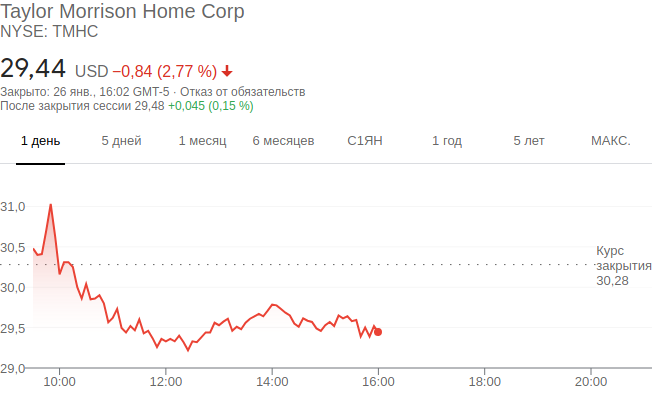 Taylor Morrison Home Corp
NYSE: TMHC
29,44 USD −0,84 (2,77 %)
Закрыто: 26 янв., 16:02 GMT-5 · Отказ от обязательств
После закрытия сессии 29,48 +0,045 (0,15 %)
1 день 5 дней 1 месяц 6 месяцев С1ЯН 1 год 5 лет МАКС.
31,0
30,5
Курс
закрытия
30,28
30,0
29,5
29,0
10:00 12:00 14:00 16:00 18:00 20:00